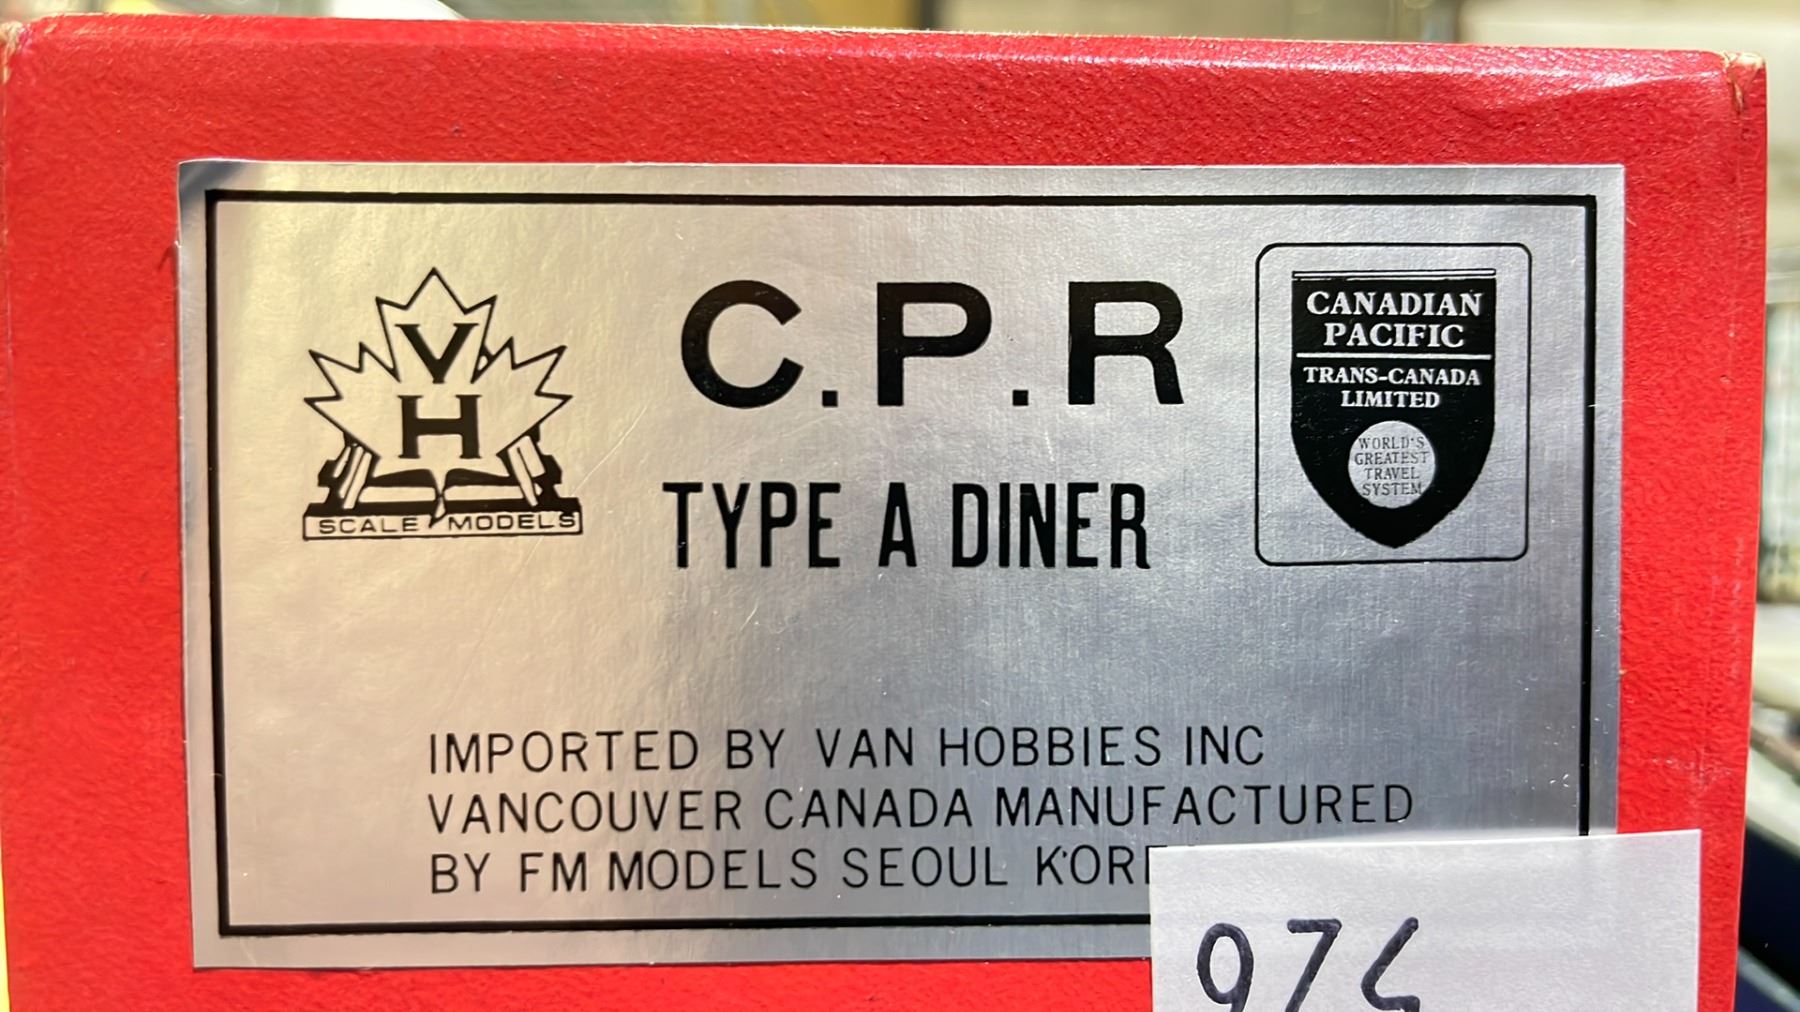 V
H
SCALE MODELS
C.P.R
TYPE A DINER
CANADIAN
PACIFIC
TRANS-CANADA
LIMITED
WORLD'S
GREATEST
TRAVEL
SYSTEM
IMPORTED BY VAN HOBBIES INC
VANCOUVER CANADA MANUFACTURED
BY FM MODELS SEOUL